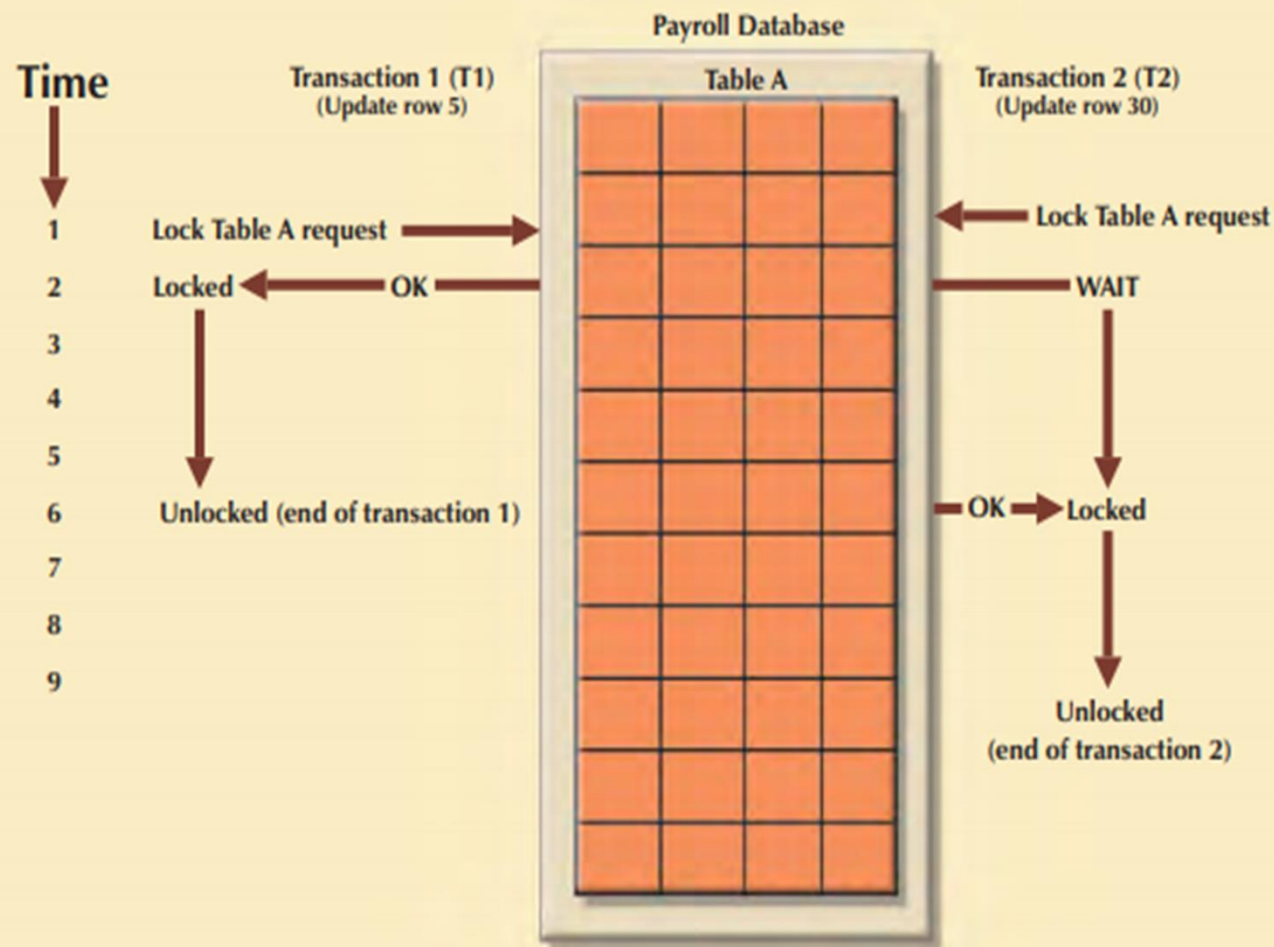 Payroll Database
Time
Transaction 1 (T1)
(Update row 5)
Table A
Transaction 2 (T2)
(Update row 30)
1
Lock Table A request
Lock Table A request
2
Locked
OK
WAIT
3
4
5
6
Unlocked (end of transaction 1)
OK
Locked
7
8
9
Unlocked
(end of transaction 2)